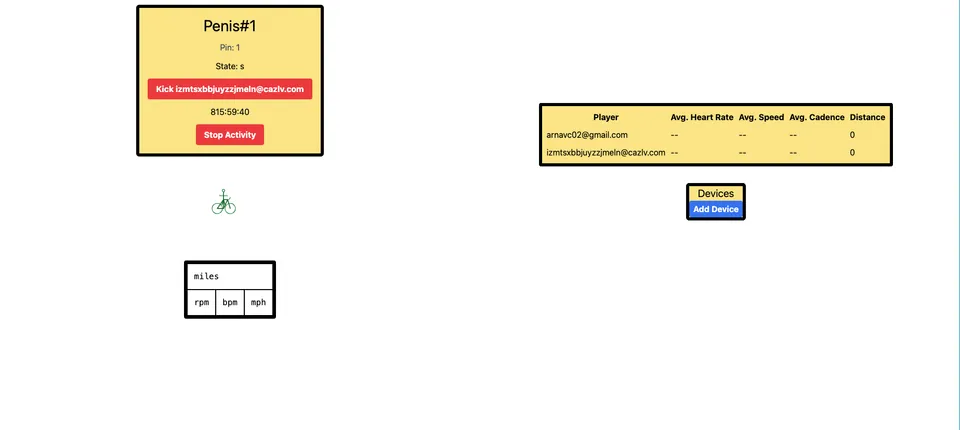 Penis#1
Pin: 1
State: s
Kick izmtsxbbjuyzzjmeln@cazlv.com
815:59:40
Stop Activity
Player Avg. Heart Rate Avg. Speed Avg. Cadence Distance
arnavc02@gmail.com -- -- -- 0
izmtsxbbjuyzzjmeln@cazlv.com -- -- -- 0
Devices
Add Device
miles
rpm bpm mph